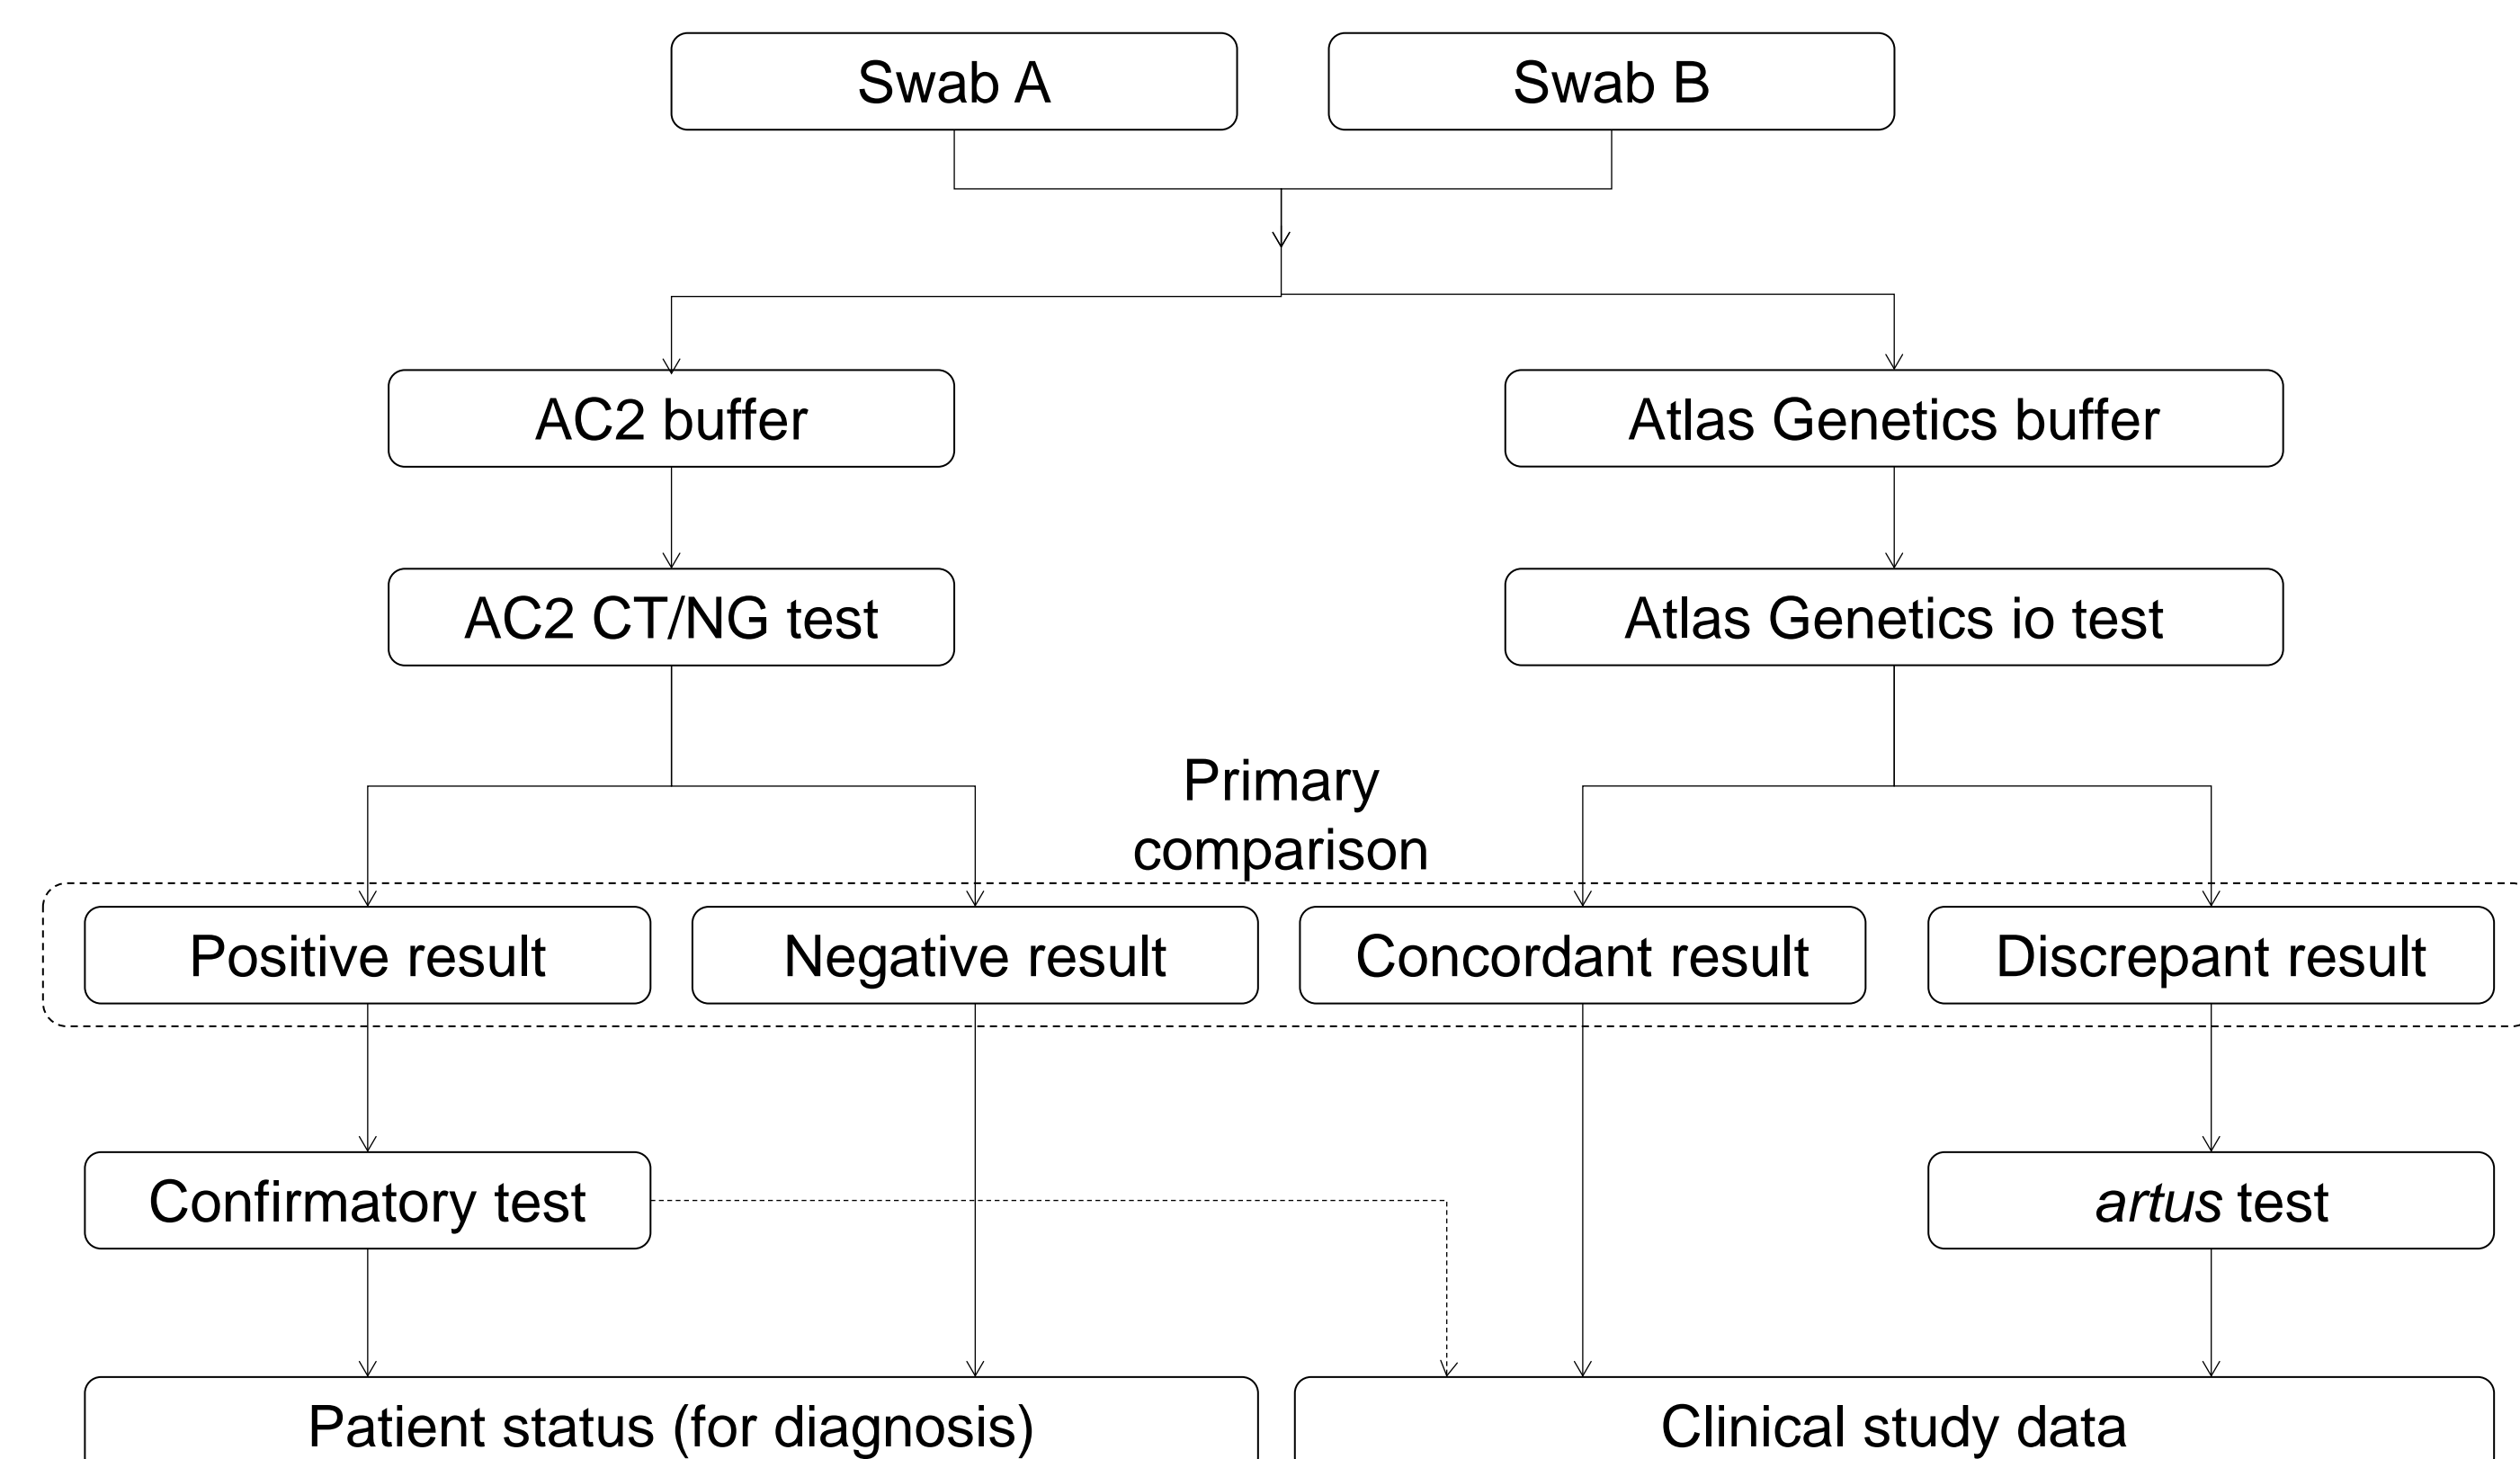 Swab A
Swab B
AC2 buffer
Atlas Genetics buffer
AC2 CT/NG test
Atlas Genetics io test
Primary
comparison
Positive result
Negative result
Concordant result
Discrepant result
Confirmatory test
artus test
Patient status (for diagnosis)
Clinical study data